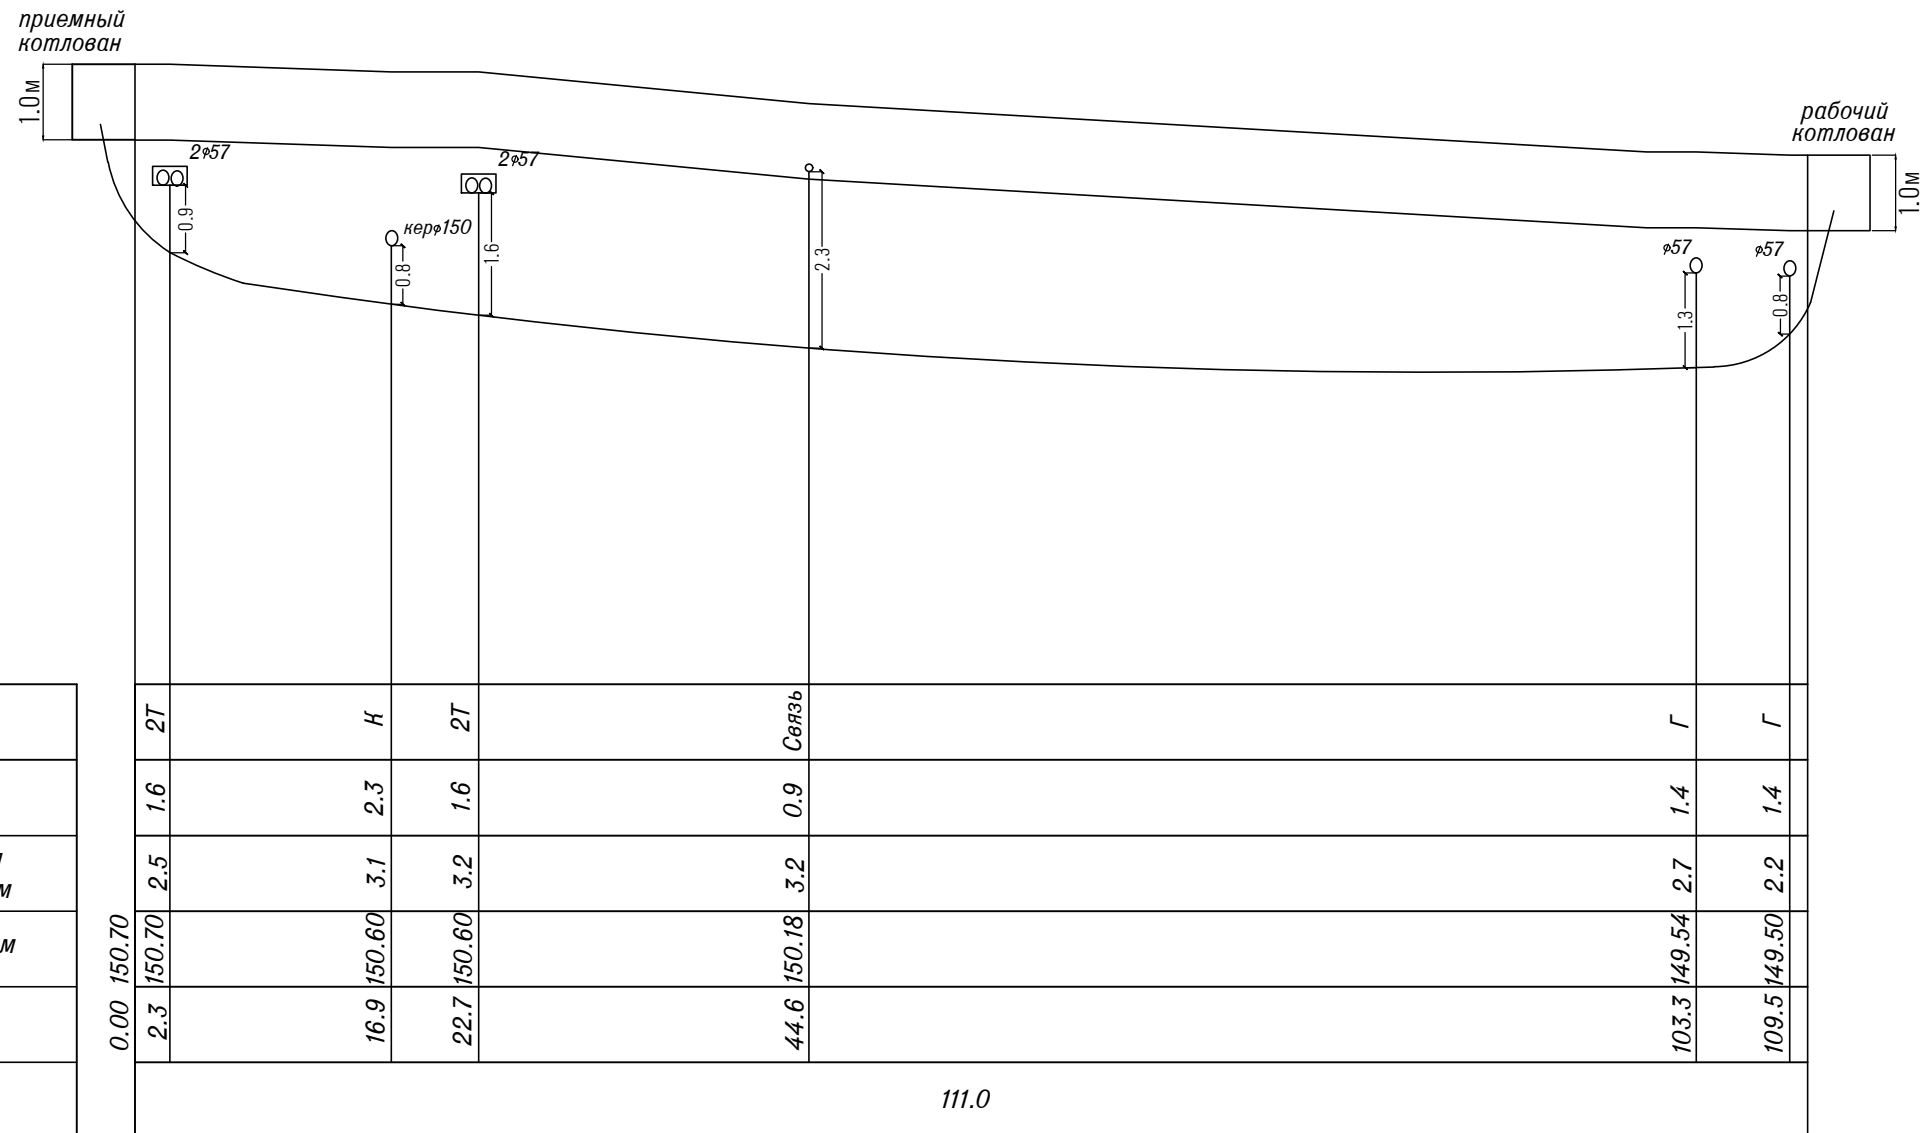 приемный
котлован
1.0м
2φ57
0.9
керφ150
0.8
2φ57
1.6
2.3
рабочий
котлован
1.0м
φ57
1.3
φ57
0.8
2Т К 2Т Связь Г Г
1.6 2.3 1.6 0.9 1.4 1.4
м 2.5 3.1 3.2 3.2 2.7 2.2
м 150.70 150.70 150.60 150.60 150.18 149.54 149.50
0.00 2.3 16.9 22.7 44.6 103.3 109.5
111.0